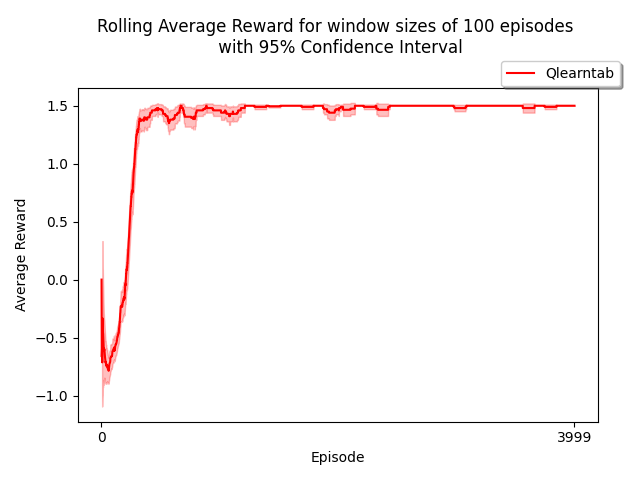 Rolling Average Reward for window sizes of 100 episodes
with 95% Confidence Interval
Qlearntab
1.5
1.0
0.5
0.0
−0.5
−1.0
Average Reward
0
3999
Episode